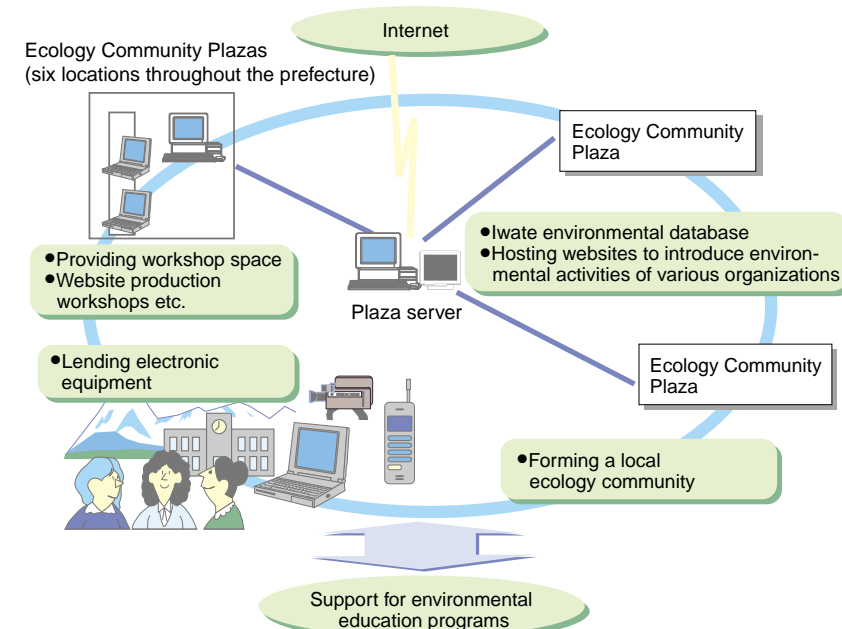 Internet
Ecology Community Plazas
(six locations throughout the prefecture)
Ecology Community
Plaza
●Providing workshop space
●Website production
workshops etc.
●Iwate environmental database
●Hosting websites to introduce environ-
mental activities of various organizations
Plaza server
●Lending electronic
equipment
Ecology Community
Plaza
●Forming a local
ecology community
Support for environmental
education programs